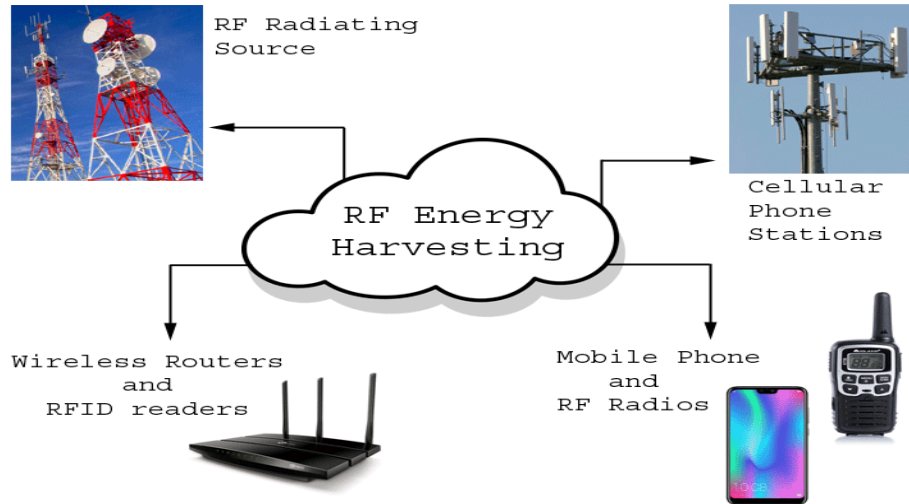 RF Radiating
Source
Cellular
Phone
Stations
RF Energy
Harvesting
Wireless Routers
and
RFID readers
Mobile Phone
and
RF Radios